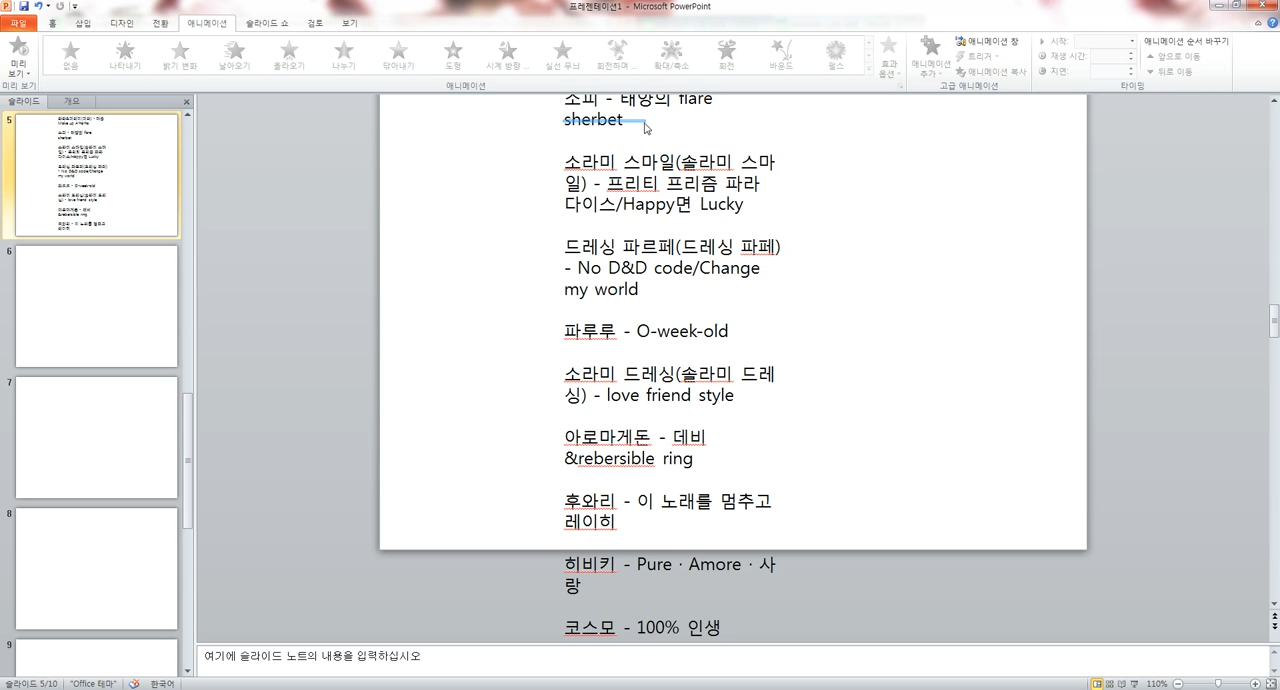 프레젠테이션1 - Microsoft PowerPoint
파일 홈 삽입 디자인 전환 애니메이션 슬라이드 쇼 검토 보기
미리 보기
없음 나타내기 밝기 변화 날아오기 올라오기 나누기 도형 시계 방향 ... 실선 무늬 회전하며 ... 확대/축소 회전 바운드 펄스
효과 옵션
애니메이션 추가
애니메이션 창
트리거
애니메이션 복사
시작:
재생 시간:
지연:
애니메이션 순서 바꾸기
앞으로 이동
뒤로 이동
미리 보기 애니메이션 고급 애니메이션 타이밍
슬라이드 개요
5
6
7
8
9
소피 - 태양의 flare
sherbet
소라미 스마일(솔라미 스마
일) - 프리티 프리즘 파라
다이스/Happy면 Lucky
드레싱 파르페(드레싱 파페)
- No D&D code/Change
my world
파루루 - O-week-old
소라미 드레싱(솔라미 드레
싱) - love friend style
아로마게돈 - 데비
&rebersible ring
후와리 - 이 노래를 멈추고
레이히
히비키 - Pure · Amore · 사
랑
코스모 - 100% 인생
여기에 슬라이드 노트의 내용을 입력하십시오
슬라이드 5/10 "Office 테마" 한국어 110%